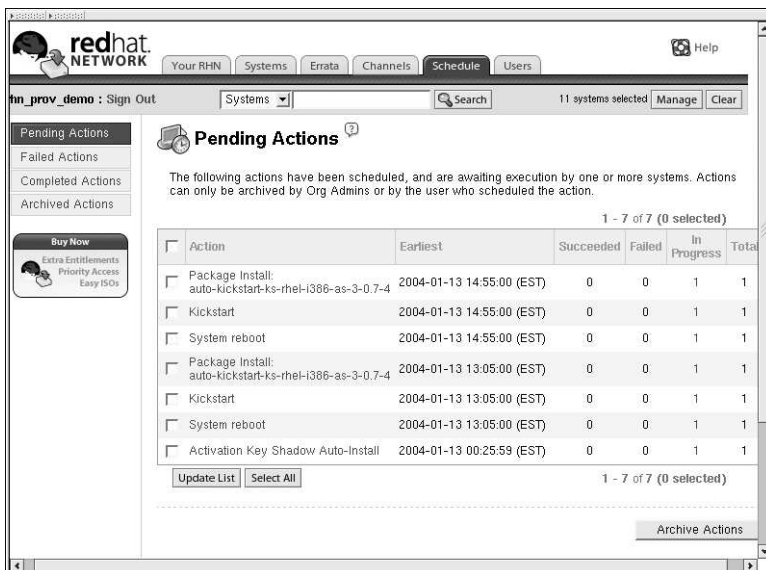 redhat.
NETWORK
Your RHN Systems Errata Channels Schedule Users
Help
hn_prov_demo : Sign Out
Systems
Search
11 systems selected Manage Clear
Pending Actions
Failed Actions
Completed Actions
Archived Actions
Buy Now
Extra Entitlements
Priority Access
Easy ISOs
Pending Actions ?
The following actions have been scheduled, and are awaiting execution by one or more systems. Actions
can only be archived by Org Admins or by the user who scheduled the action.
1 - 7 of 7 (0 selected)
Action Earliest Succeeded Failed In Progress Total
Package Install:
auto-kickstart-ks-rhel-i386-as-3-0.7-4 2004-01-13 14:55:00 (EST) 0 0 1 1
Kickstart 2004-01-13 14:55:00 (EST) 0 0 1 1
System reboot 2004-01-13 14:55:00 (EST) 0 0 1 1
Package Install:
auto-kickstart-ks-rhel-i386-as-3-0.7-4 2004-01-13 13:05:00 (EST) 0 0 1 1
Kickstart 2004-01-13 13:05:00 (EST) 0 0 1 1
System reboot 2004-01-13 13:05:00 (EST) 0 0 1 1
Activation Key Shadow Auto-Install 2004-01-13 00:25:59 (EST) 0 0 1 1
Update List Select All
1 - 7 of 7 (0 selected)
Archive Actions